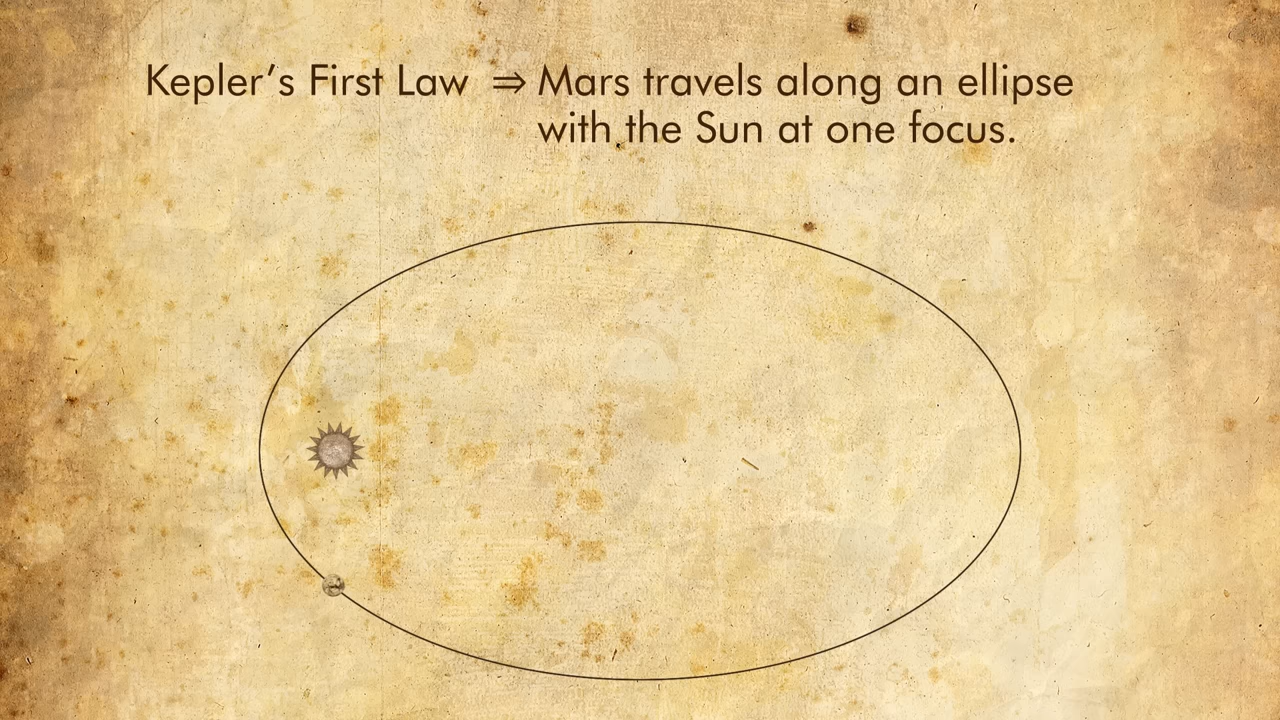 Kepler’s First Law ⇒ Mars travels along an ellipse
with the Sun at one focus.